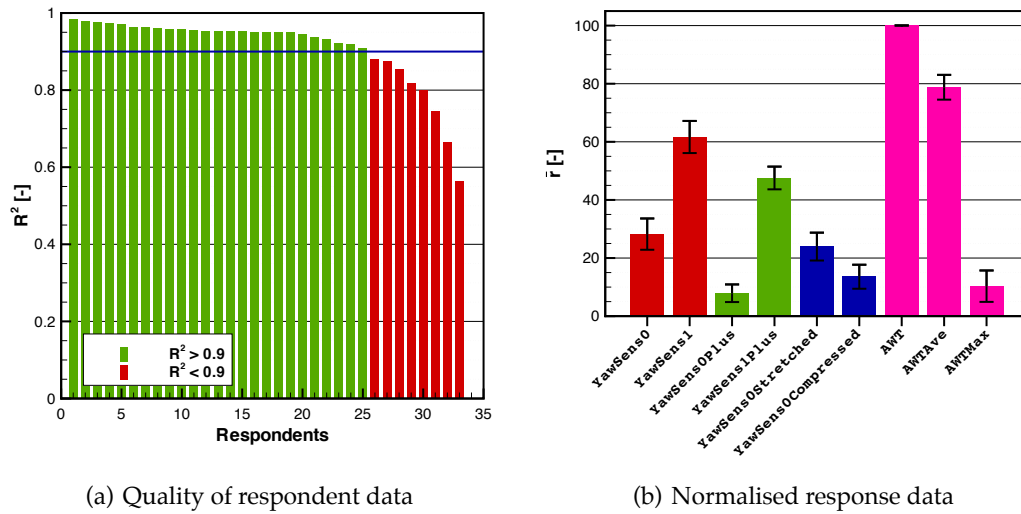 1
0.8
0.6
0.4
0.2
0
R² [-]
R² > 0.9
R² < 0.9
0 5 10 15 20 25 30 35
Respondents
(a) Quality of respondent data
100
80
60
40
20
0
r̄ [-]
YawSens0
YawSens1
YawSens0Plus
YawSens1Plus
YawSens0Stretched
YawSens0Compressed
AWT
AWTAve
AWTMax
(b) Normalised response data